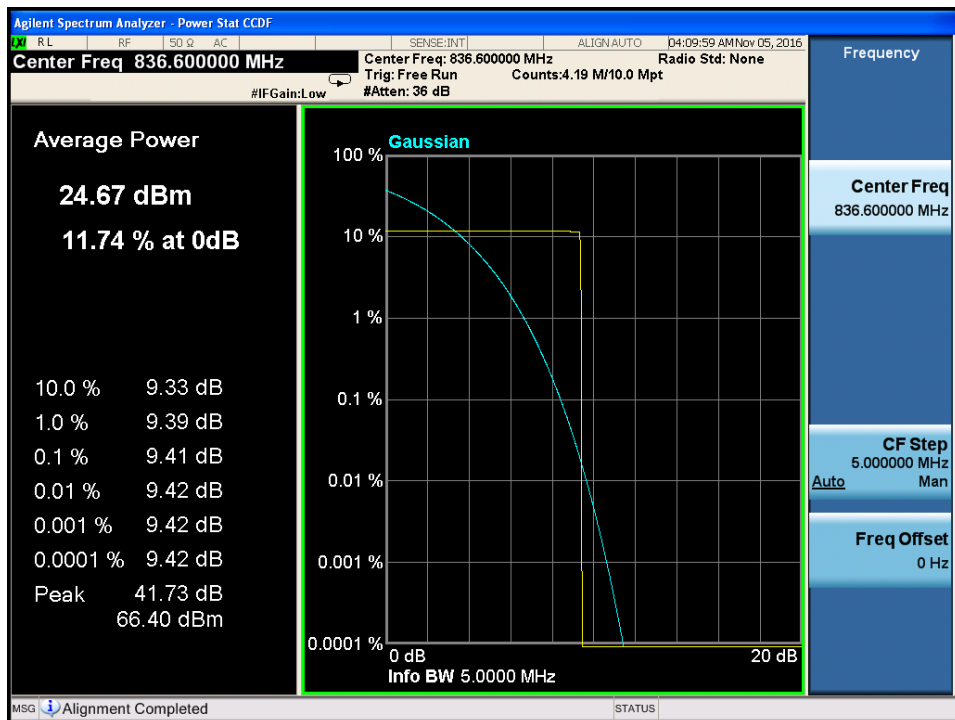 Agilent Spectrum Analyzer - Power Stat CCDF
LXI RL RF 50 Ω AC SENSE:INT ALIGN AUTO 04:09:59 AM Nov 05, 2016
Center Freq 836.600000 MHz
#IFGain:Low
Center Freq: 836.600000 MHz Radio Std: None
Trig: Free Run Counts:4.19 M/10.0 Mpt
#Atten: 36 dB
Average Power
24.67 dBm
11.74 % at 0dB
10.0 % 9.33 dB
1.0 % 9.39 dB
0.1 % 9.41 dB
0.01 % 9.42 dB
0.001 % 9.42 dB
0.0001 % 9.42 dB
Peak 41.73 dB
66.40 dBm
Gaussian
100 %
10 %
1 %
0.1 %
0.01 %
0.001 %
0.0001 %
0 dB 20 dB
Info BW 5.0000 MHz
Frequency
Center Freq
836.600000 MHz
CF Step
5.000000 MHz
Auto Man
Freq Offset
0 Hz
MSG Alignment Completed STATUS